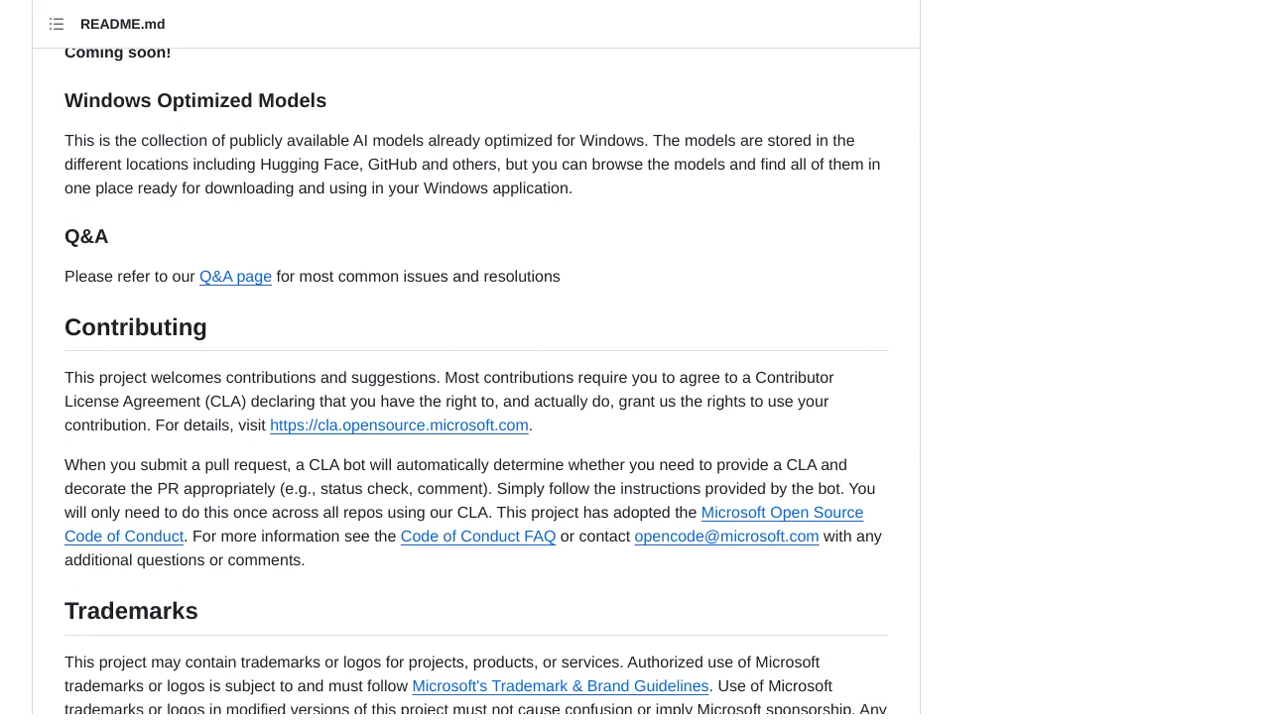 README.md
Coming soon!
Windows Optimized Models
This is the collection of publicly available AI models already optimized for Windows. The models are stored in the
different locations including Hugging Face, GitHub and others, but you can browse the models and find all of them in
one place ready for downloading and using in your Windows application.
Q&A
Please refer to our Q&A page for most common issues and resolutions
Contributing
This project welcomes contributions and suggestions. Most contributions require you to agree to a Contributor
License Agreement (CLA) declaring that you have the right to, and actually do, grant us the rights to use your
contribution. For details, visit https://cla.opensource.microsoft.com.
When you submit a pull request, a CLA bot will automatically determine whether you need to provide a CLA and
decorate the PR appropriately (e.g., status check, comment). Simply follow the instructions provided by the bot. You
will only need to do this once across all repos using our CLA. This project has adopted the Microsoft Open Source
Code of Conduct. For more information see the Code of Conduct FAQ or contact opencode@microsoft.com with any
additional questions or comments.
Trademarks
This project may contain trademarks or logos for projects, products, or services. Authorized use of Microsoft
trademarks or logos is subject to and must follow Microsoft's Trademark & Brand Guidelines. Use of Microsoft
trademarks or logos in modified versions of this project must not cause confusion or imply Microsoft sponsorship. Any